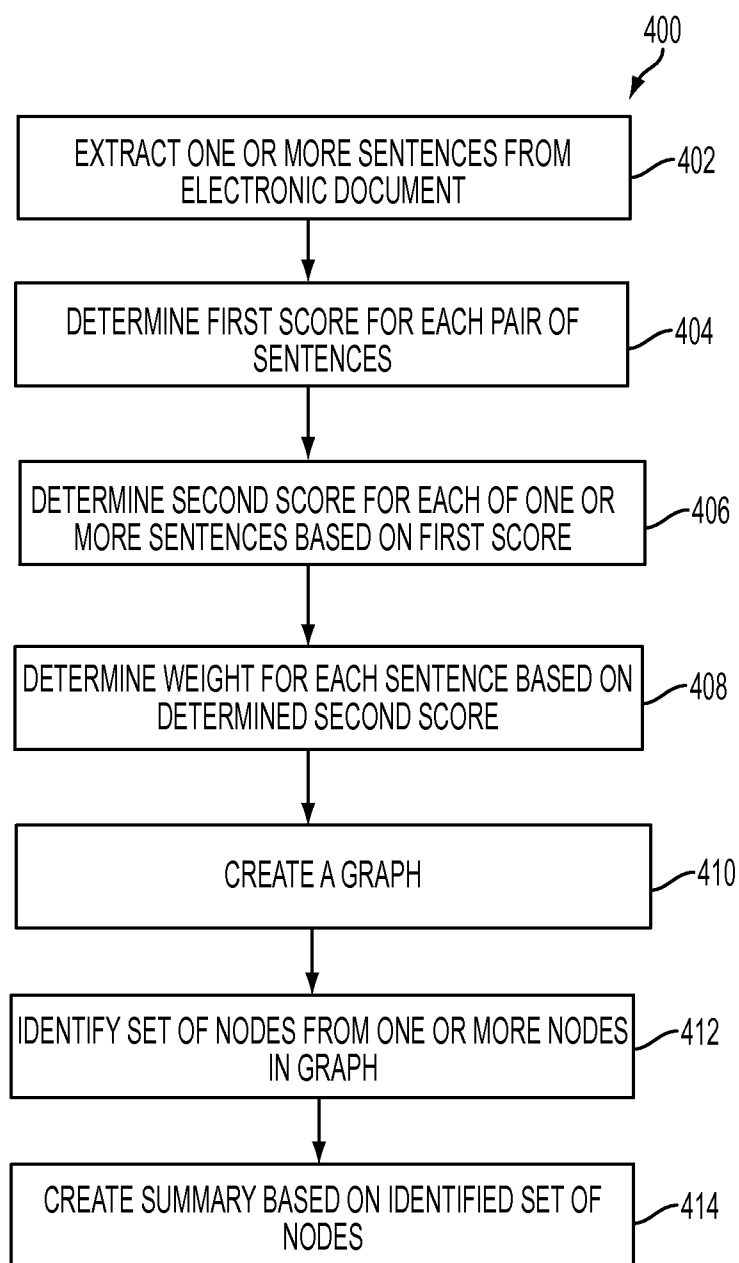 400
EXTRACT ONE OR MORE SENTENCES FROM
ELECTRONIC DOCUMENT
402
DETERMINE FIRST SCORE FOR EACH PAIR OF
SENTENCES
404
DETERMINE SECOND SCORE FOR EACH OF ONE OR
MORE SENTENCES BASED ON FIRST SCORE
406
DETERMINE WEIGHT FOR EACH SENTENCE BASED ON
DETERMINED SECOND SCORE
408
CREATE A GRAPH
410
IDENTIFY SET OF NODES FROM ONE OR MORE NODES
IN GRAPH
412
CREATE SUMMARY BASED ON IDENTIFIED SET OF
NODES
414